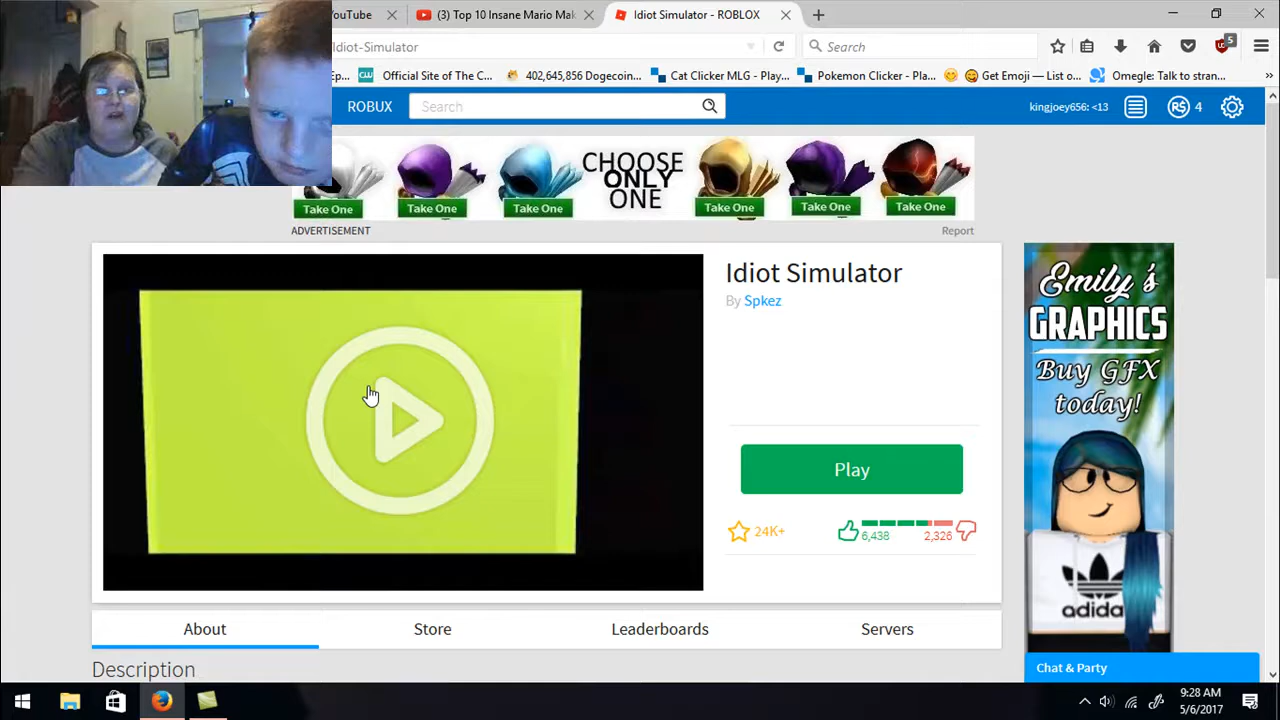 YouTube
(3) Top 10 Insane Mario Mak
Idiot Simulator - ROBLOX
Idiot-Simulator
Search
5
Ep...
Official Site of The C...
402,645,856 Dogecoin...
Cat Clicker MLG - Play...
Pokemon Clicker - Pla...
Get Emoji — List o...
Omegle: Talk to stran...
ROBUX
Search
kingjoey656: <13
R$ 4
CHOOSE
ONLY
ONE
Take One
Take One
Take One
Take One
Take One
Take One
ADVERTISEMENT
Report
Idiot Simulator
By Spkez
Play
24K+
6,438
2,326
Emily's
GRAPHICS
Buy GFX
today!
adidas
About
Store
Leaderboards
Servers
Description
Chat & Party
9:28 AM
5/6/2017